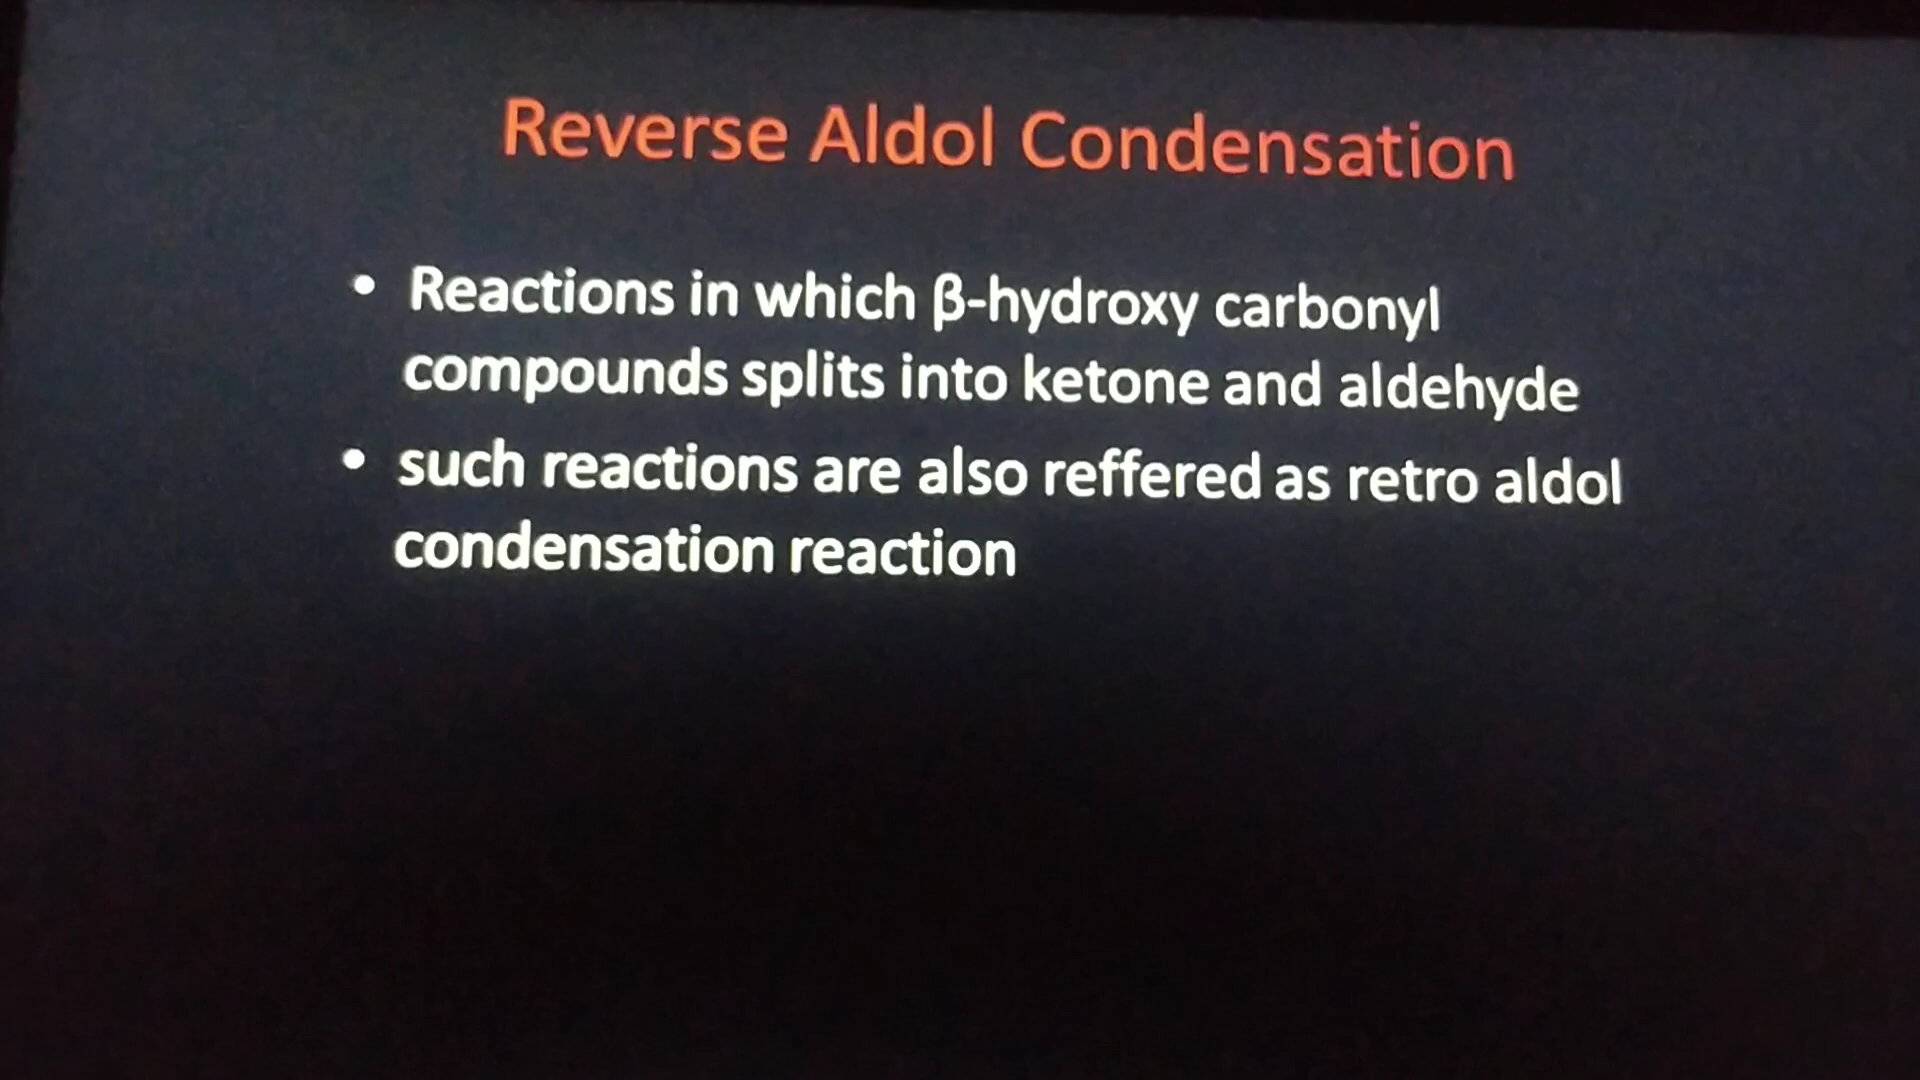 Reverse Aldol Condensation
• Reactions in which β-hydroxy carbonyl
compounds splits into ketone and aldehyde
• such reactions are also reffered as retro aldol
condensation reaction